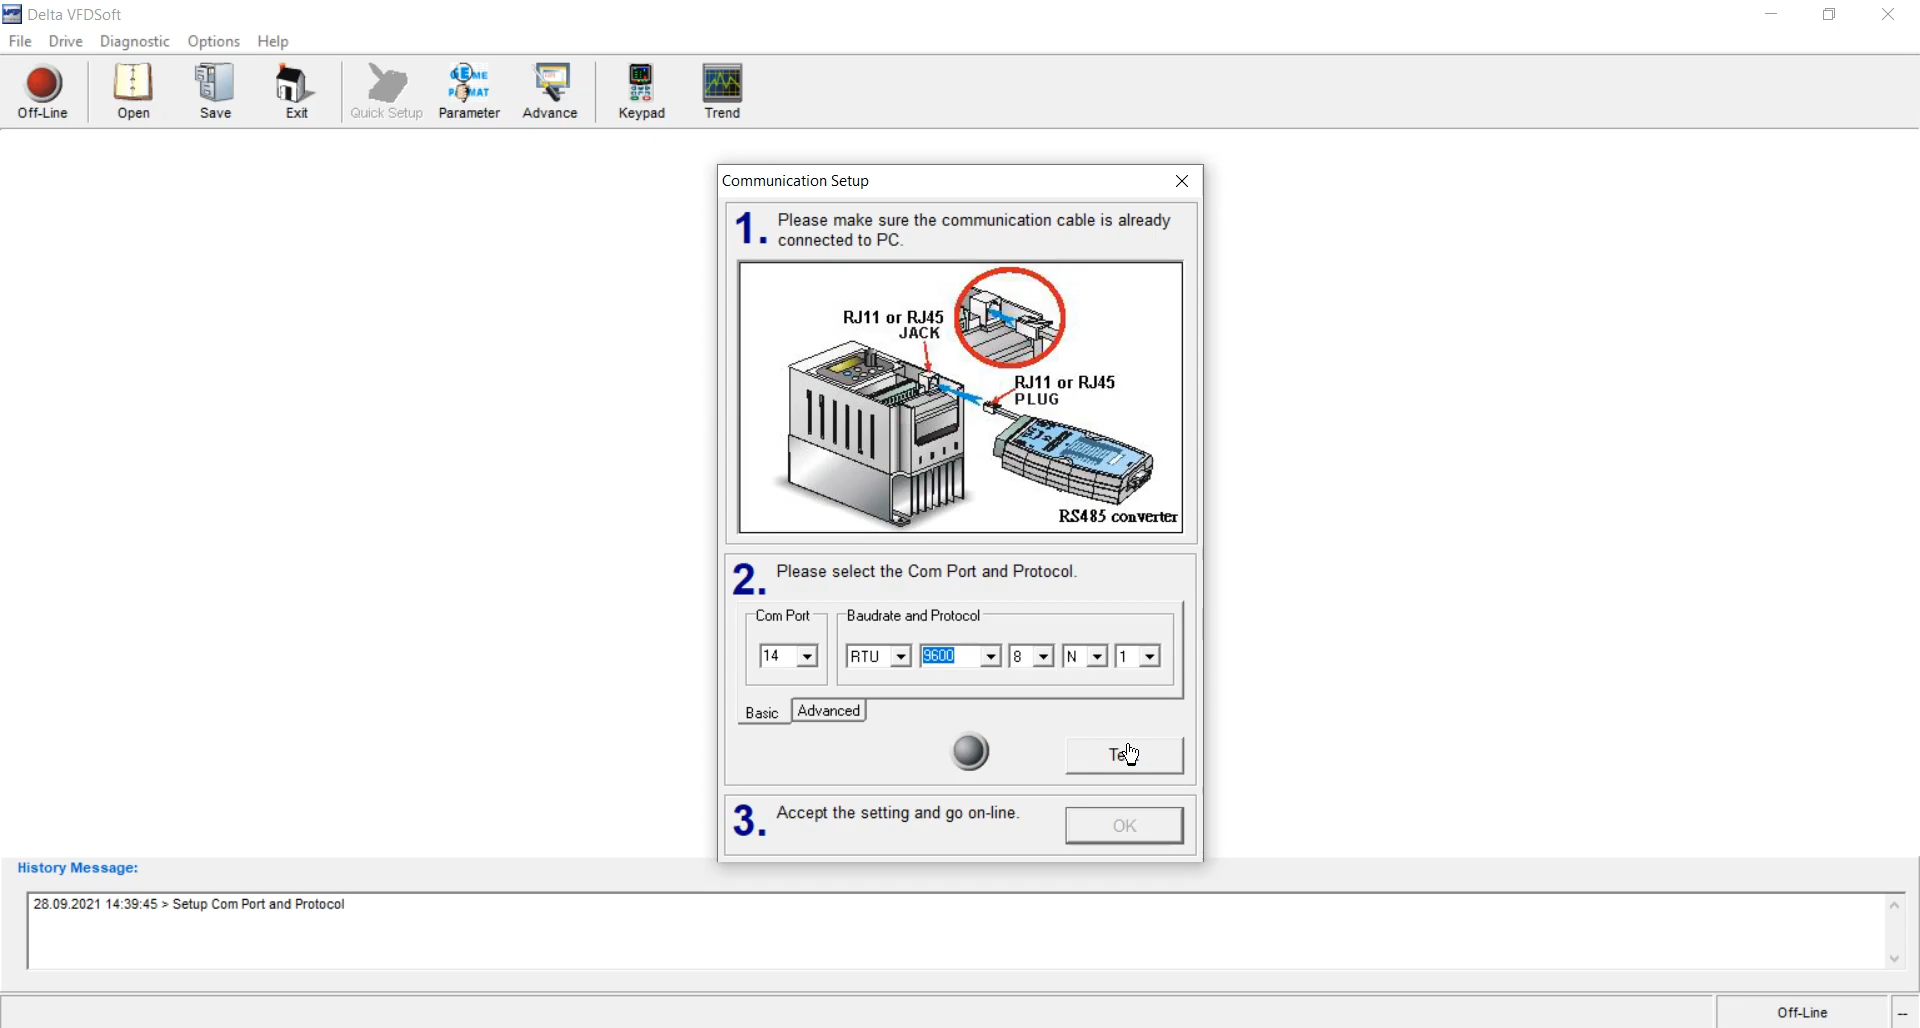 Delta VFDSoft
File Drive Diagnostic Options Help
Off-Line Open Save Exit Quick Setup Parameter Advance Keypad Trend
Communication Setup
1. Please make sure the communication cable is already
connected to PC.
RJ11 or RJ45
JACK
RJ11 or RJ45
PLUG
RS485 converter
2. Please select the Com Port and Protocol.
Com Port Baudrate and Protocol
14 RTU 9600 8 N 1
Basic Advanced
3. Accept the setting and go on-line. OK
History Message:
28.09.2021 14:39:45 > Setup Com Port and Protocol
Off-Line --